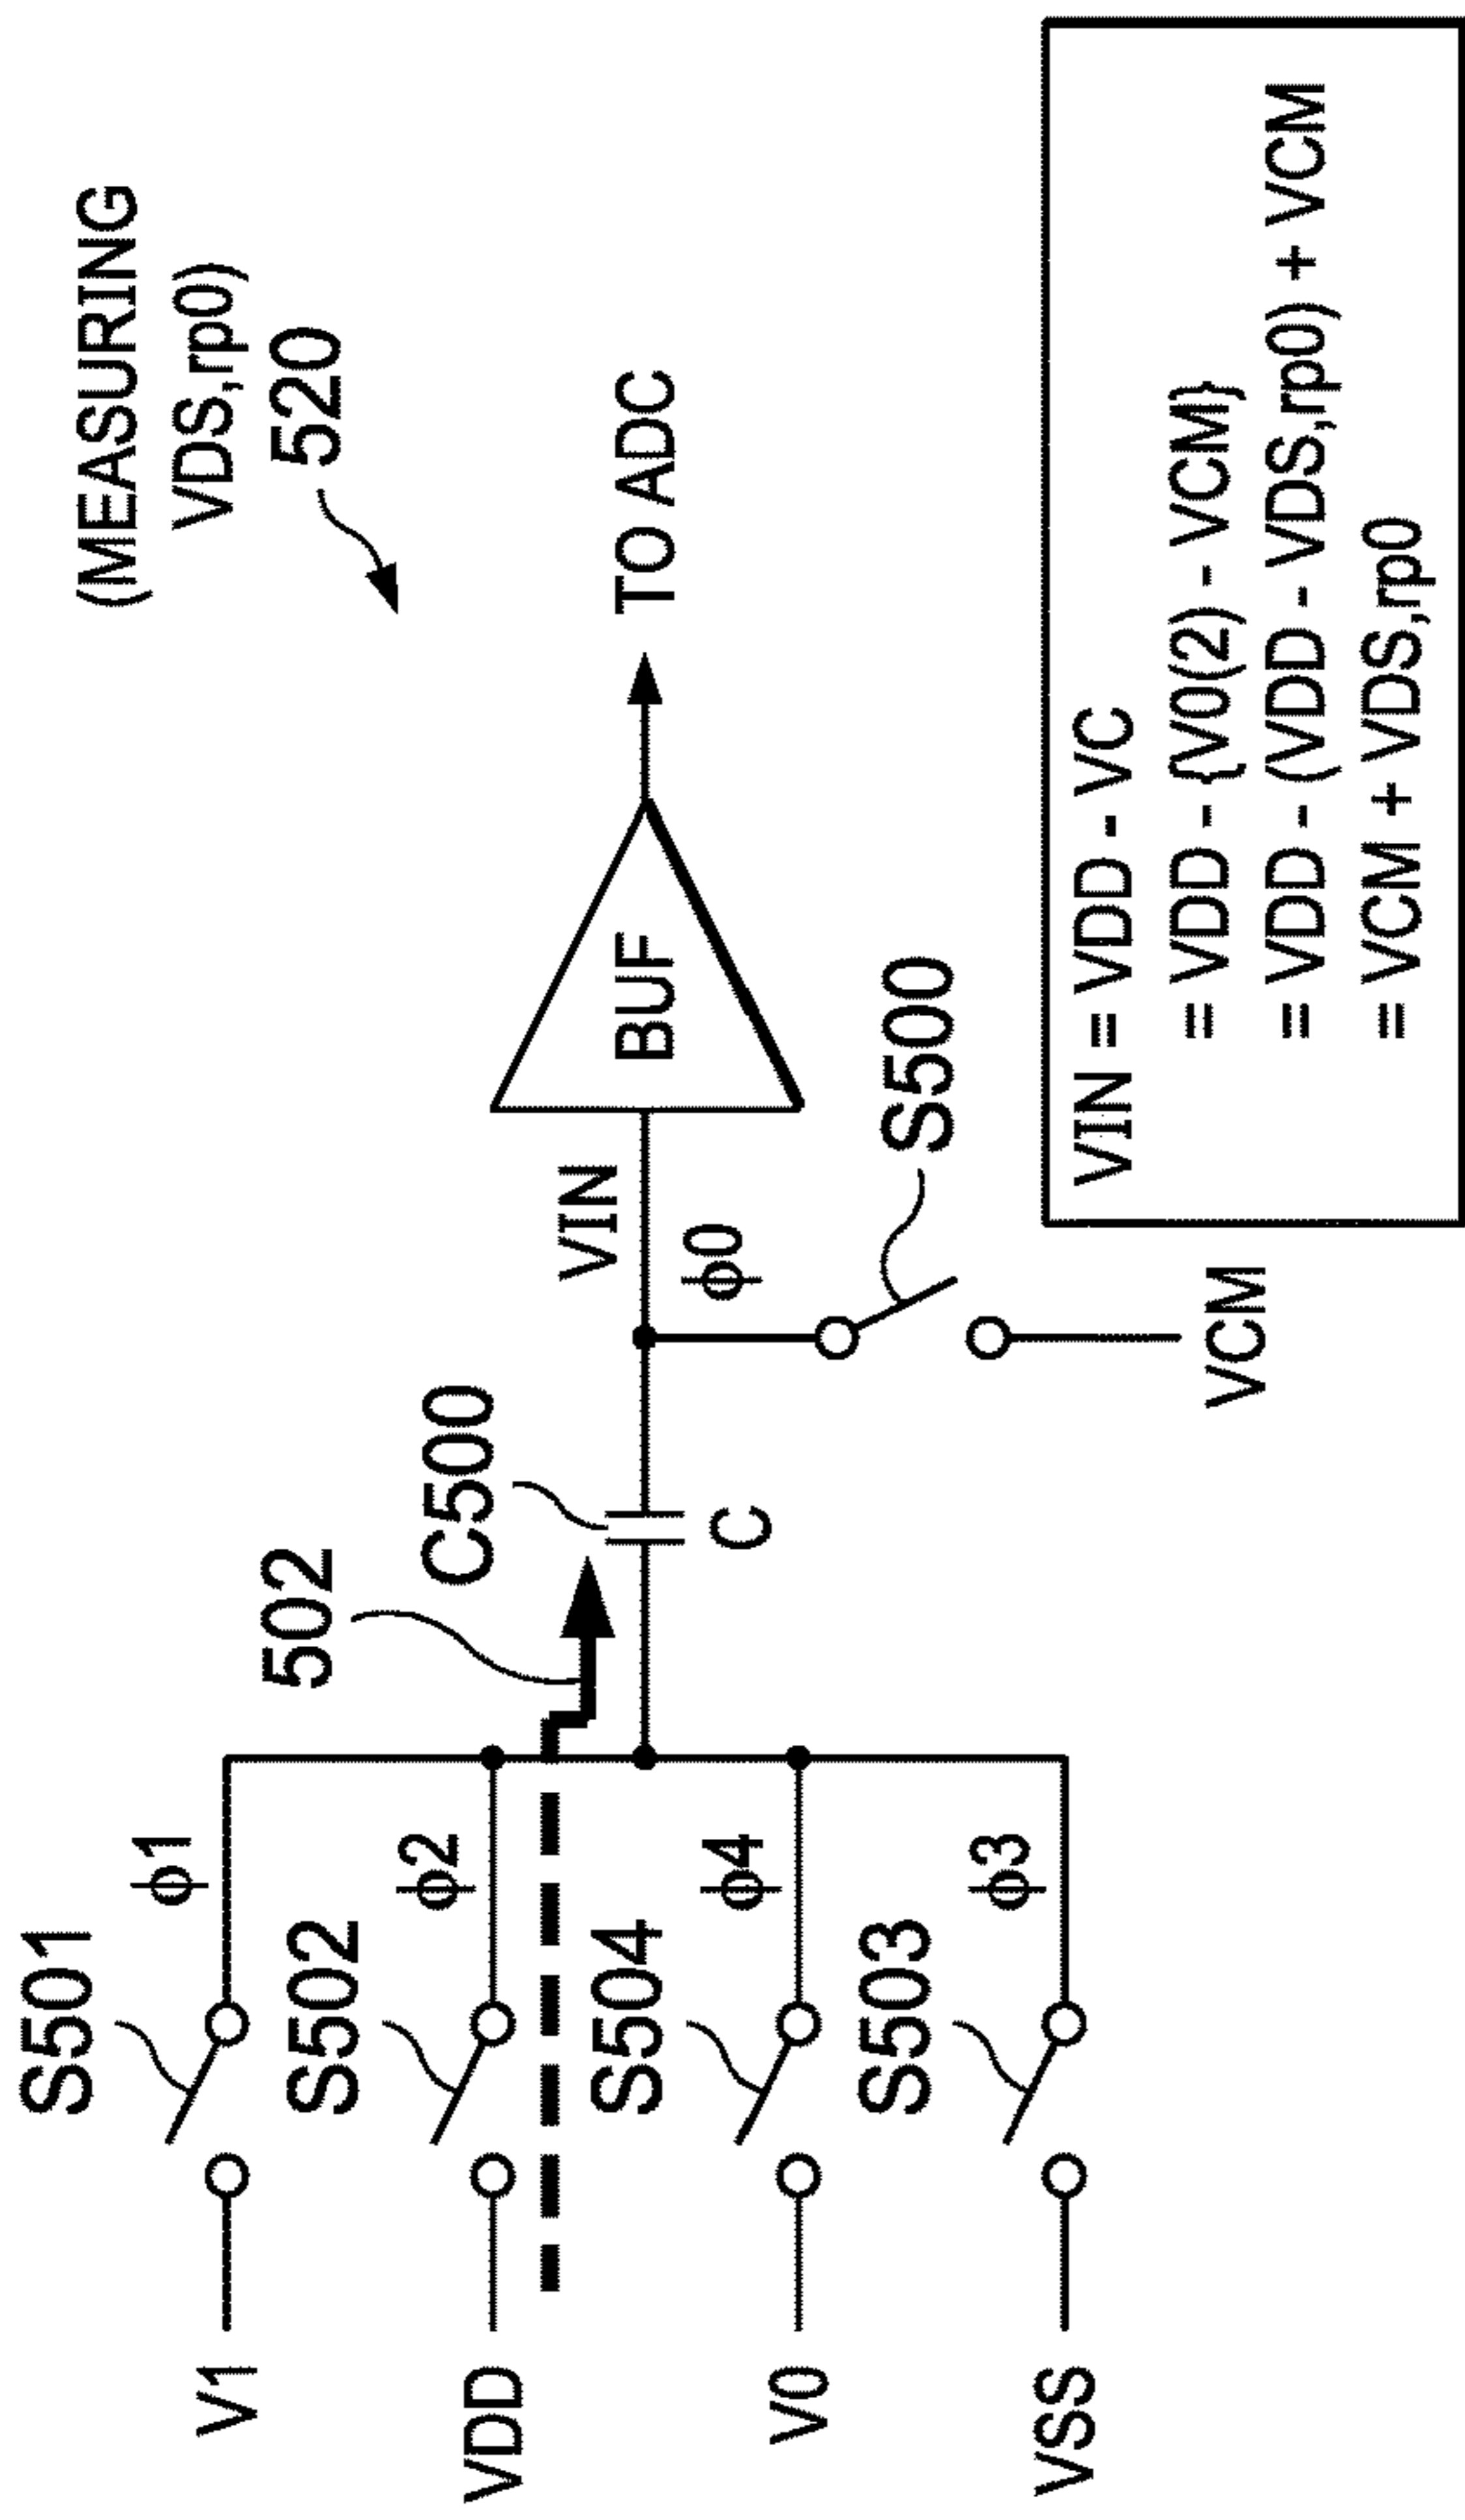 (MEASURING
VDS,rp0)
520
502
C500
C
S501
ϕ1
V1
S502
ϕ2
VDD
S504
ϕ4
V0
S503
ϕ3
VSS
VIN
BUF
TO ADC
ϕ0
S500
VCM
VIN = VDD - VC
= VDD - {V0(2) - VCM}
= VDD - (VDD - VDS,rp0) + VCM
= VCM + VDS,rp0